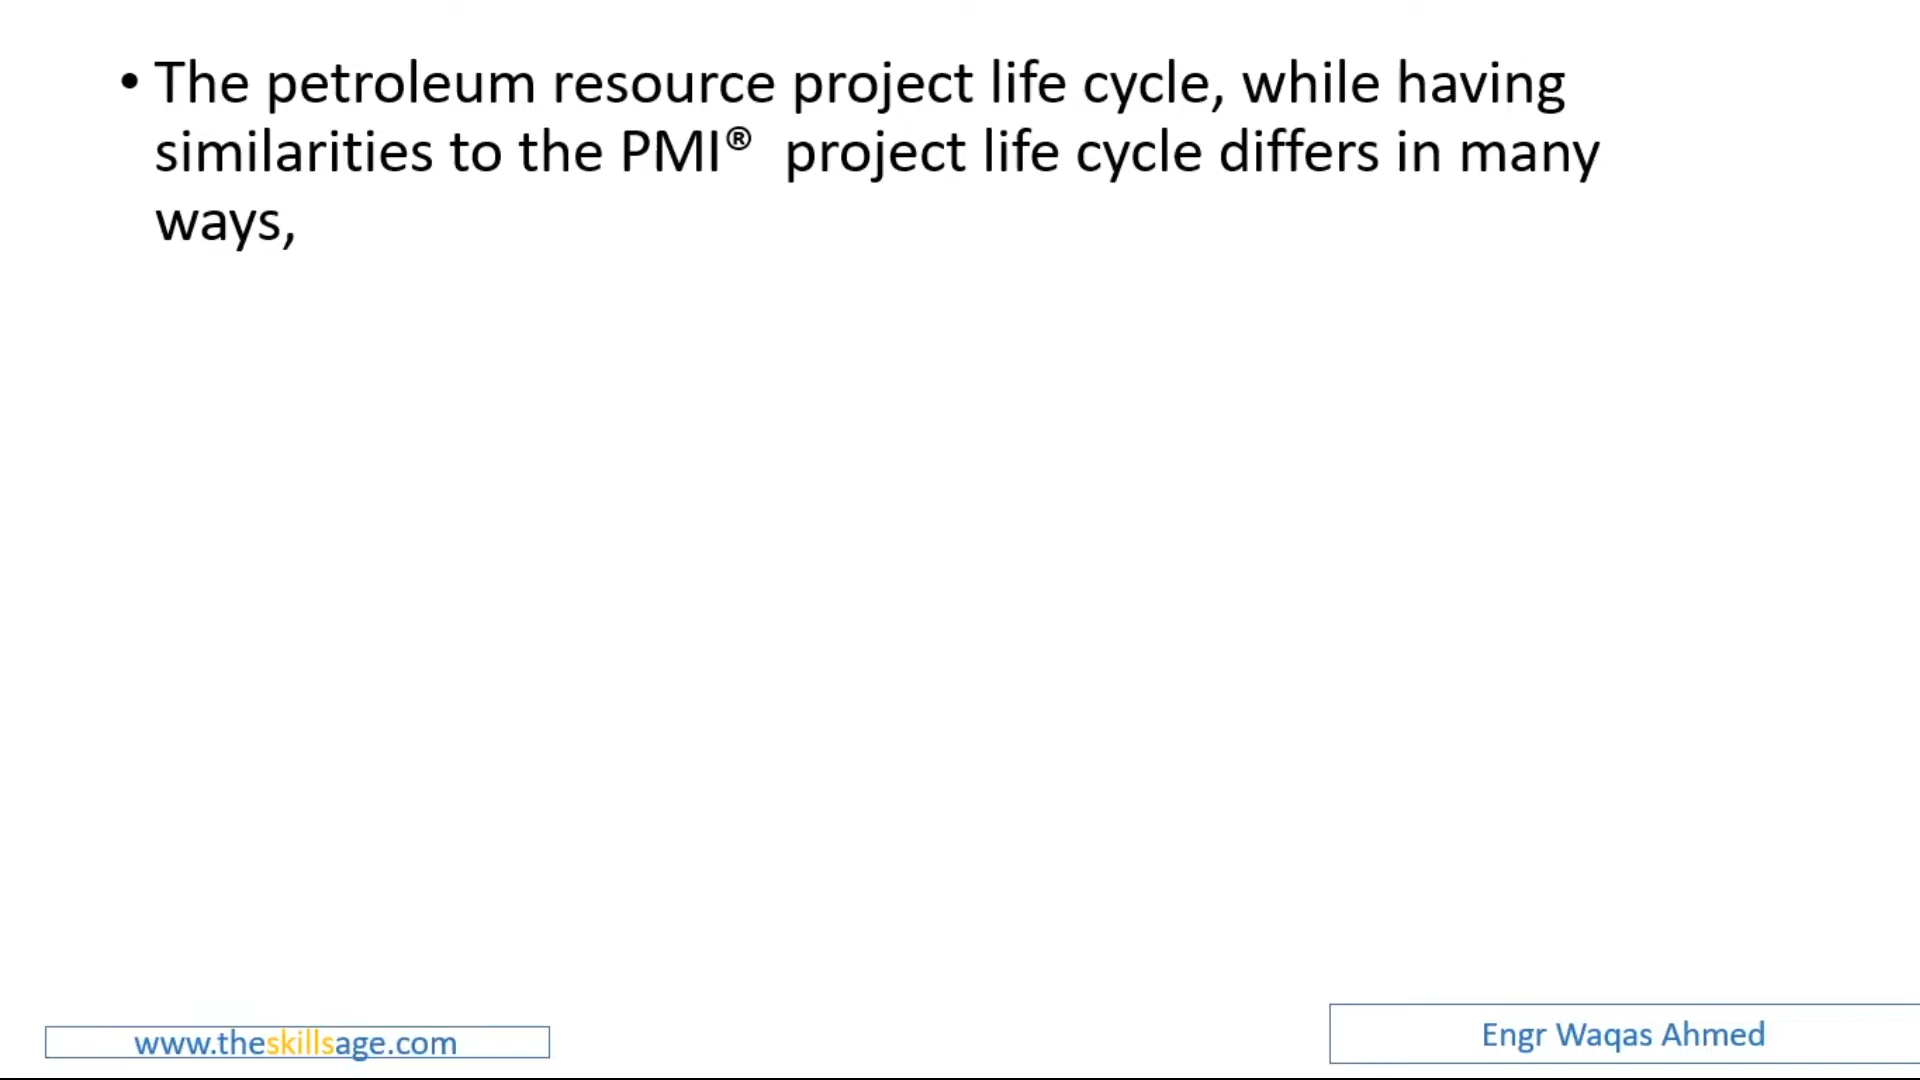 • The petroleum resource project life cycle, while having
similarities to the PMI®  project life cycle differs in many
ways,
www.theskillsage.com
Engr Waqas Ahmed